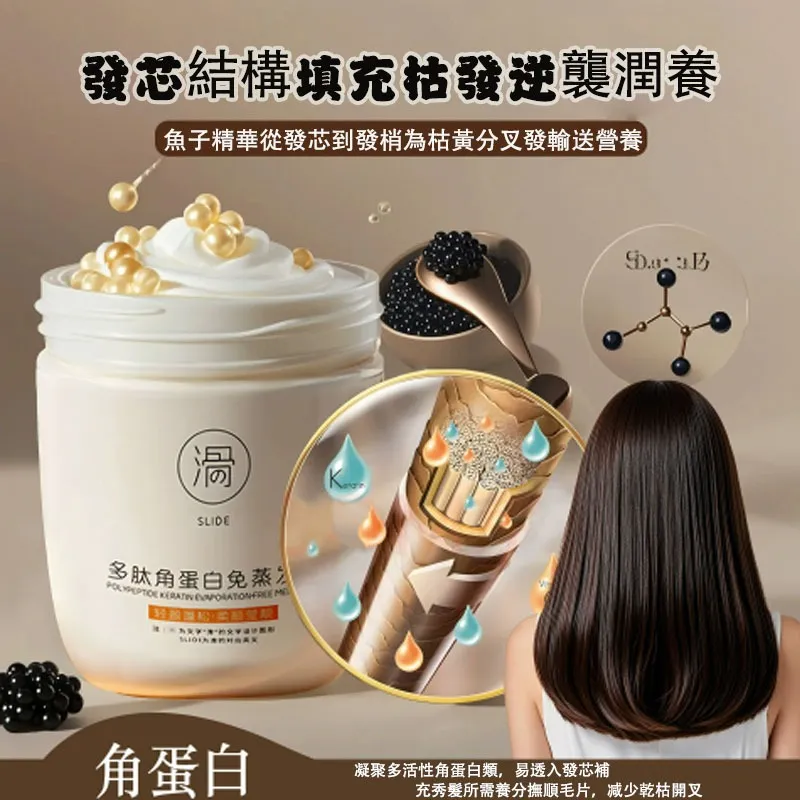 發芯結構填充枯發逆襲潤養
魚子精華從發芯到發梢為枯黃分叉發輸送營養
SLIDE
多肽角蛋白免蒸
POLYPEPTIDE KERATIN EVAPORATION-FREE
角蛋白
凝聚多活性角蛋白類，易透入發芯補
充秀髮所需養分撫順毛片，减少乾枯開叉